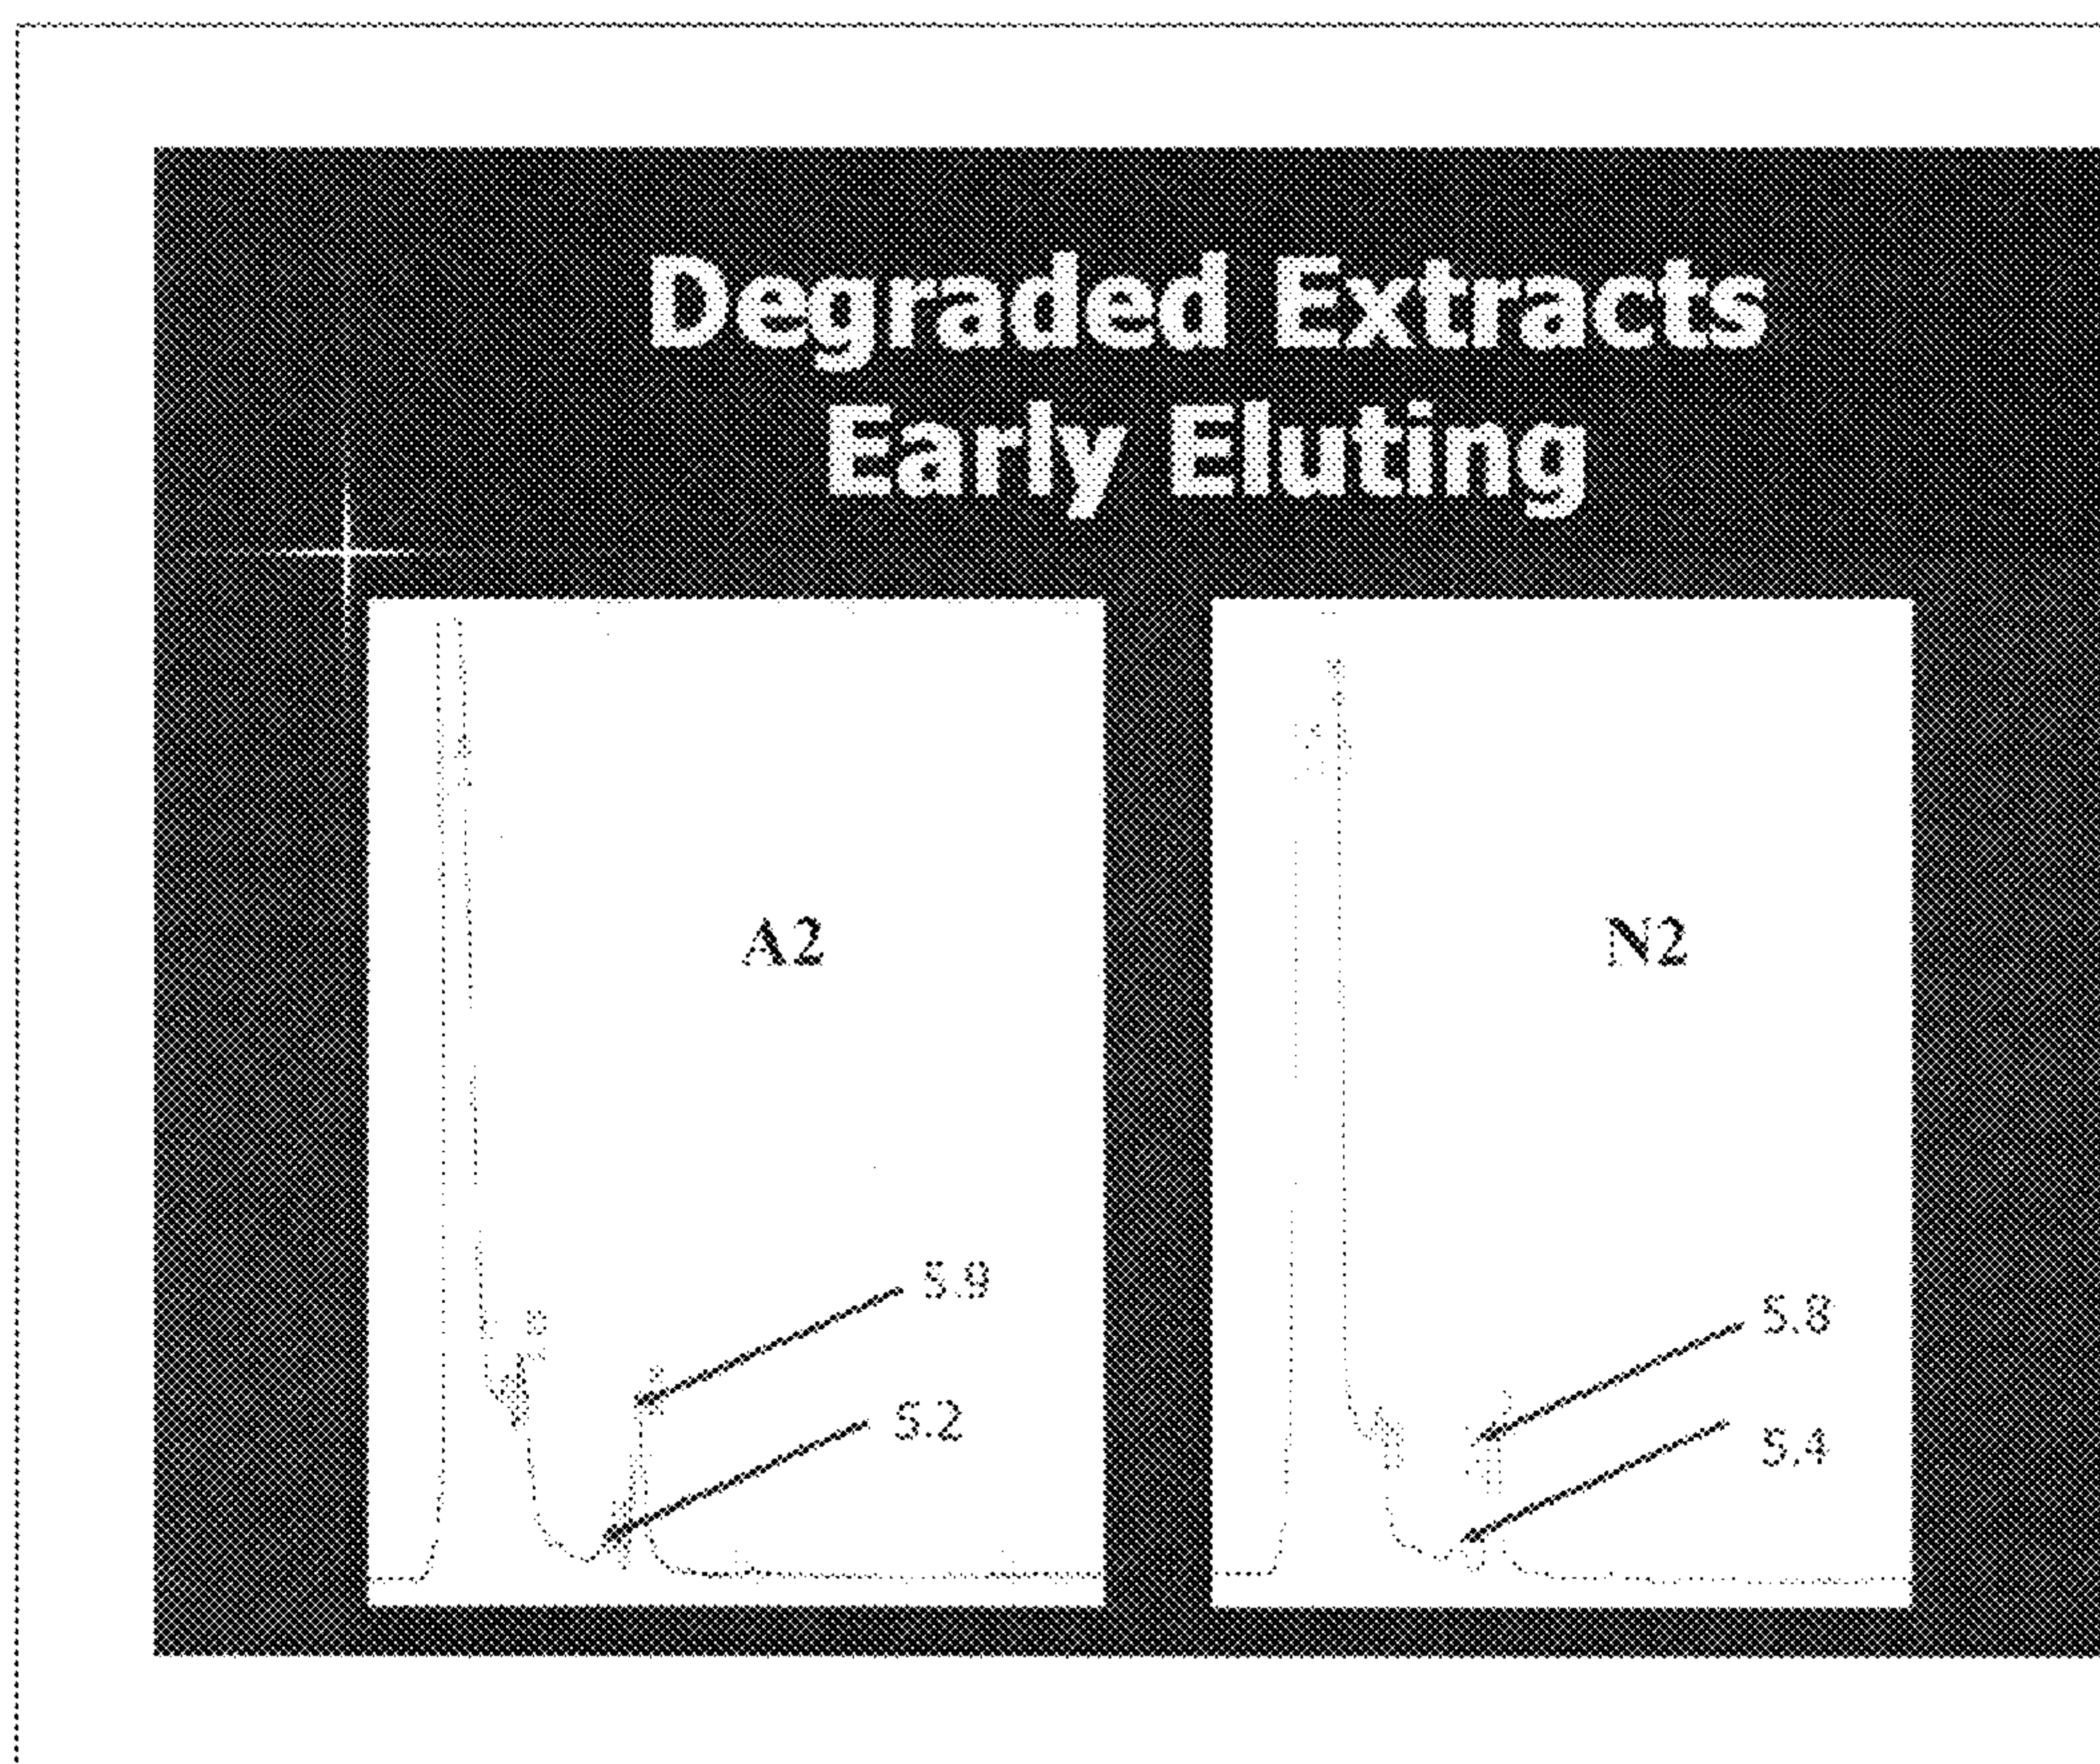 Degraded Extracts
Early Eluting
A2
5.9
5.2
N2
5.8
5.4